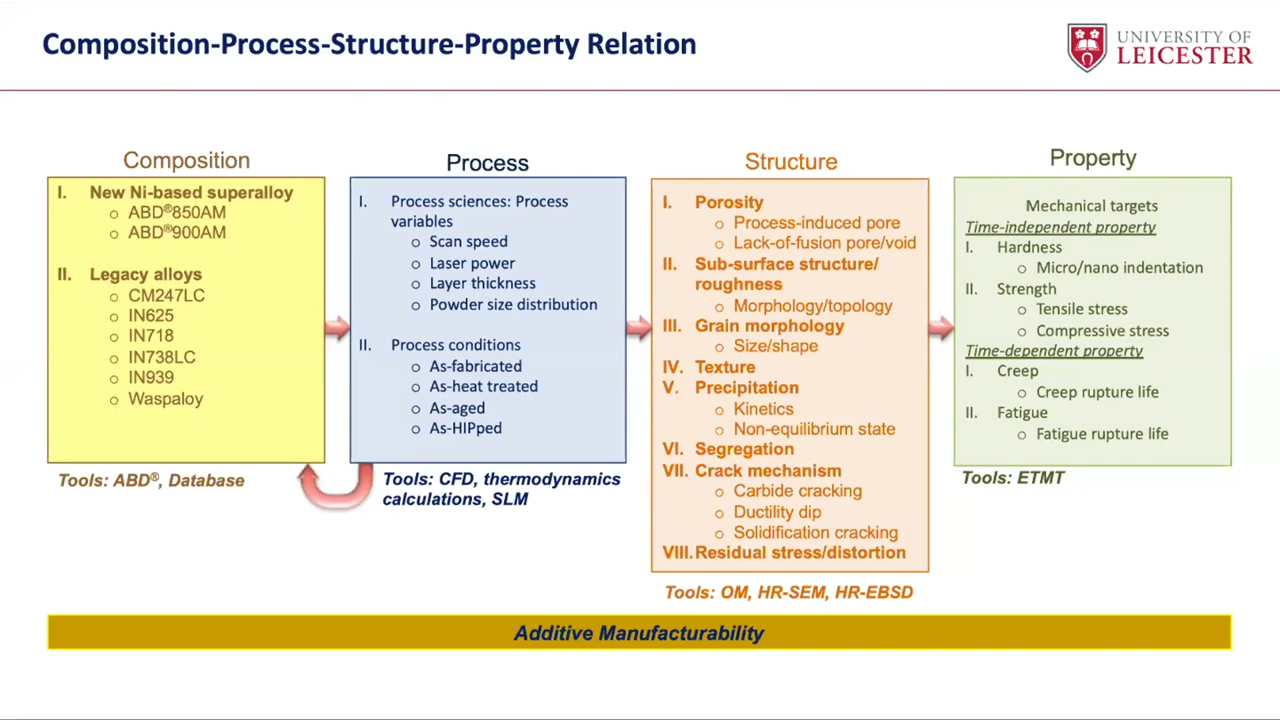 Composition-Process-Structure-Property Relation
UNIVERSITY OF
LEICESTER
Composition
I. New Ni-based superalloy
o ABD®850AM
o ABD®900AM
II. Legacy alloys
o CM247LC
o IN625
o IN718
o IN738LC
o IN939
o Waspaloy
Tools: ABD®, Database
Process
I. Process sciences: Process
variables
o Scan speed
o Laser power
o Layer thickness
o Powder size distribution
II. Process conditions
o As-fabricated
o As-heat treated
o As-aged
o As-HIPped
Tools: CFD, thermodynamics
calculations, SLM
Structure
I. Porosity
o Process-induced pore
o Lack-of-fusion pore/void
II. Sub-surface structure/
roughness
o Morphology/topology
III. Grain morphology
o Size/shape
IV. Texture
V. Precipitation
o Kinetics
o Non-equilibrium state
VI. Segregation
VII. Crack mechanism
o Carbide cracking
o Ductility dip
o Solidification cracking
VIII. Residual stress/distortion
Tools: OM, HR-SEM, HR-EBSD
Property
Mechanical targets
Time-independent property
I. Hardness
o Micro/nano indentation
II. Strength
o Tensile stress
o Compressive stress
Time-dependent property
I. Creep
o Creep rupture life
II. Fatigue
o Fatigue rupture life
Tools: ETMT
Additive Manufacturability